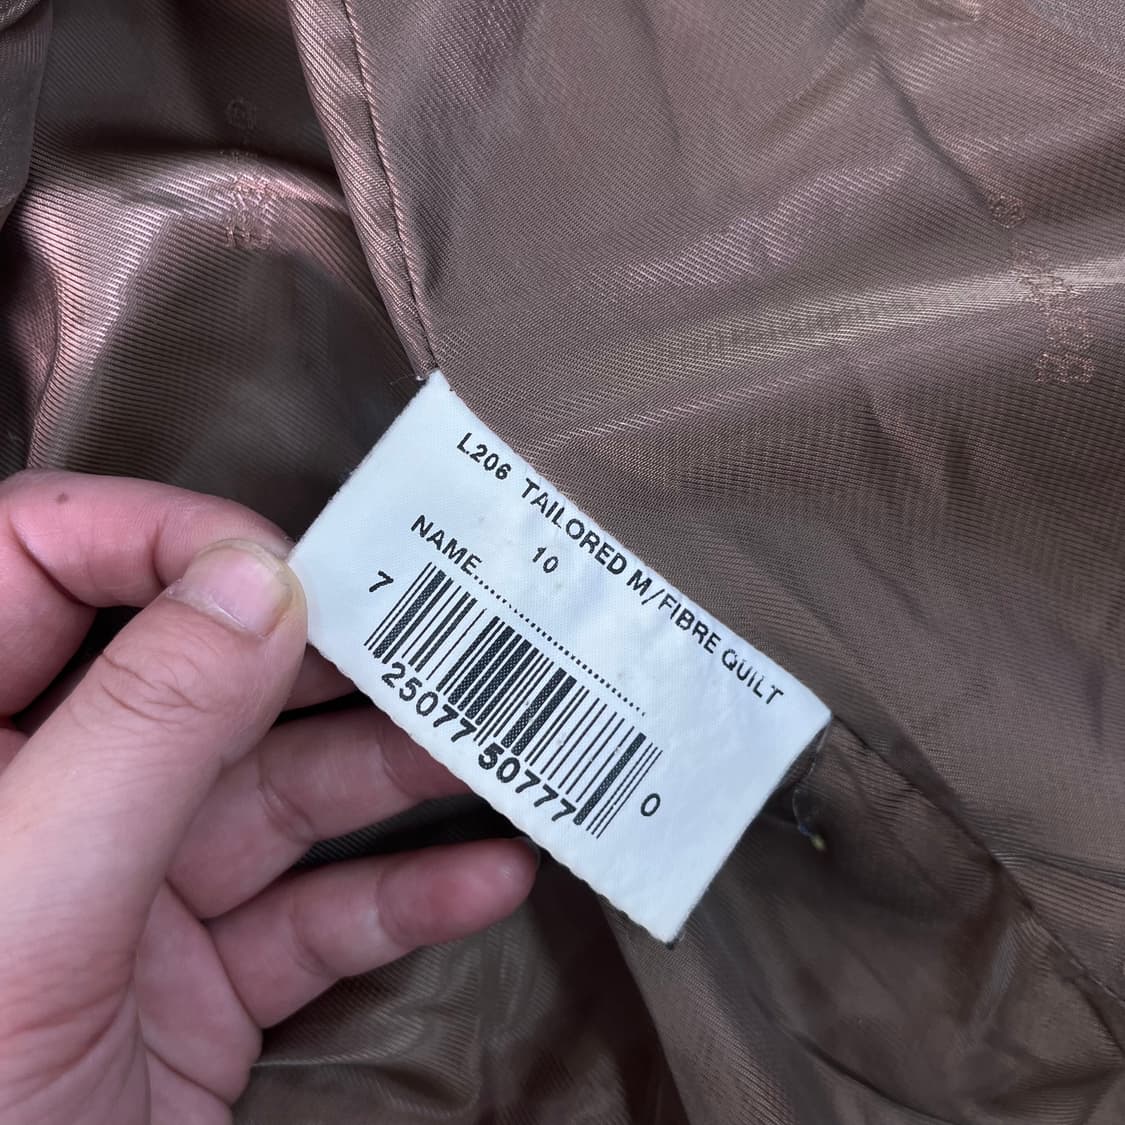 L206 TAILORED M/FIBRE QUILT
10
NAME..............................
7 25077 50777 0